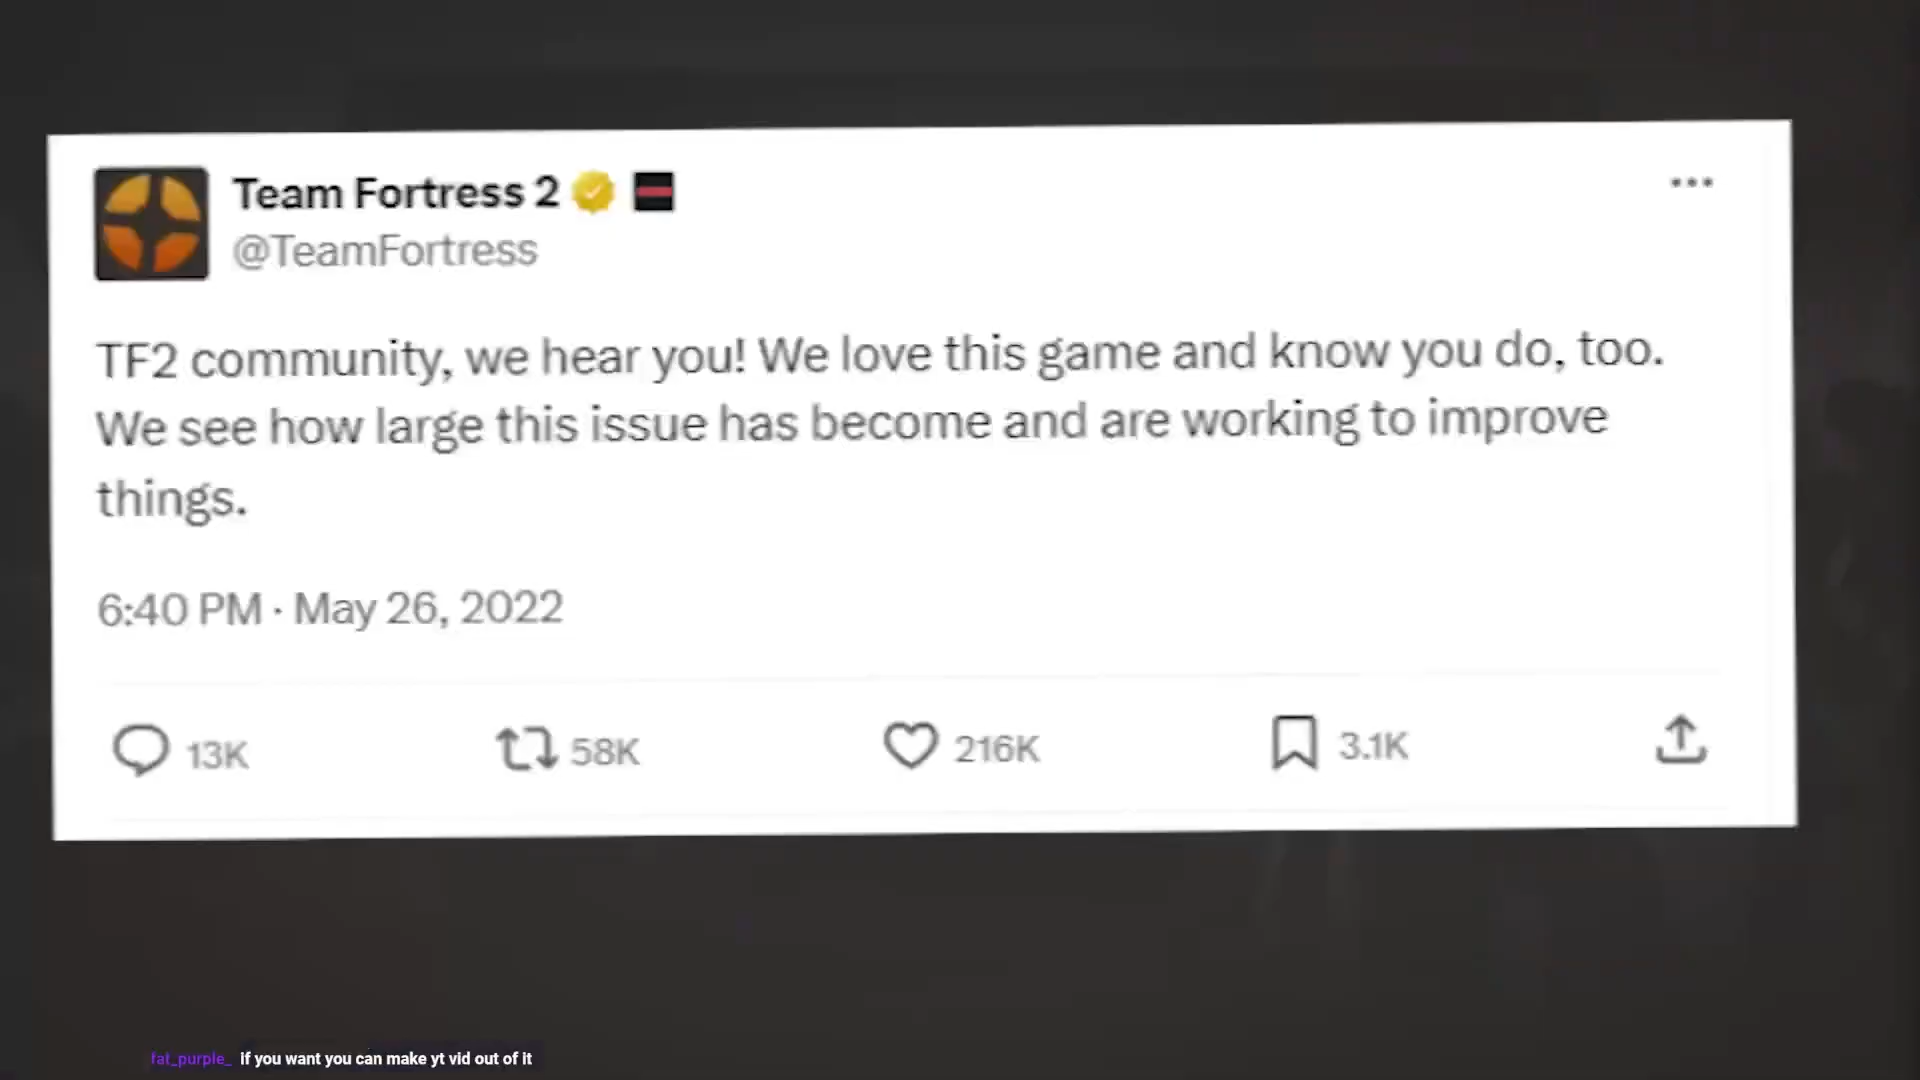 Team Fortress 2
@TeamFortress
TF2 community, we hear you! We love this game and know you do, too.
We see how large this issue has become and are working to improve
things.
6:40 PM · May 26, 2022
13K 58K 216K 3.1K
fat_purple_ if you want you can make yt vid out of it